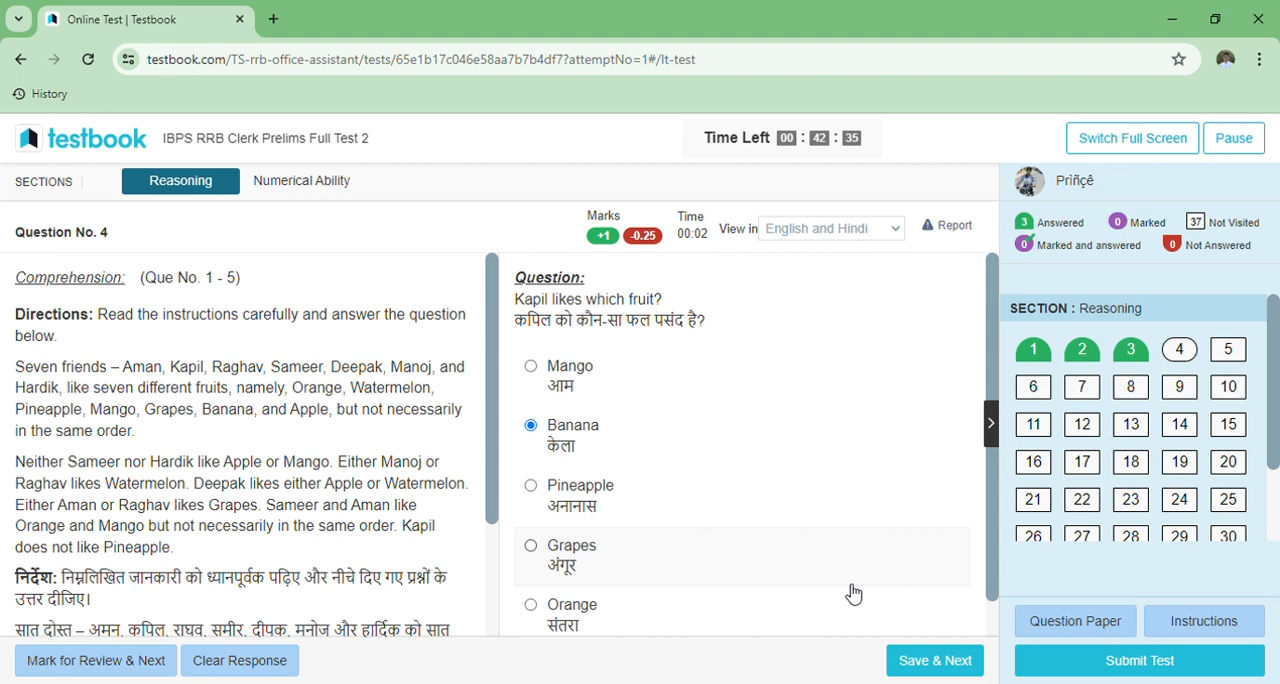 Online Test | Testbook
testbook.com/TS-rrb-office-assistant/tests/65e1b17c046e58aa7b7b4df7?attemptNo=1#/lt-test
History
testbook IBPS RRB Clerk Prelims Full Test 2 Time Left 00 : 42 : 35 Switch Full Screen Pause
SECTIONS Reasoning Numerical Ability
Question No. 4
Marks
+1 -0.25
Time
00:02
View in English and Hindi Report
Comprehension: (Que No. 1 - 5)
Directions: Read the instructions carefully and answer the question
below.
Seven friends – Aman, Kapil, Raghav, Sameer, Deepak, Manoj, and
Hardik, like seven different fruits, namely, Orange, Watermelon,
Pineapple, Mango, Grapes, Banana, and Apple, but not necessarily
in the same order.
Neither Sameer nor Hardik like Apple or Mango. Either Manoj or
Raghav likes Watermelon. Deepak likes either Apple or Watermelon.
Either Aman or Raghav likes Grapes. Sameer and Aman like
Orange and Mango but not necessarily in the same order. Kapil
does not like Pineapple.
निर्देश: निम्नलिखित जानकारी को ध्यानपूर्वक पढ़िए और नीचे दिए गए प्रश्नों के
उत्तर दीजिए।
सात दोस्त – अमन, कपिल, राघव, समीर, दीपक, मनोज और हार्दिक को सात
Question:
Kapil likes which fruit?
कपिल को कौन-सा फल पसंद है?
Mango
आम
Banana
केला
Pineapple
अनानास
Grapes
अंगूर
Orange
संतरा
Mark for Review & Next Clear Response Save & Next
Prìñçê
3 Answered 0 Marked 37 Not Visited
0 Marked and answered 0 Not Answered
SECTION : Reasoning
1 2 3 4 5
6 7 8 9 10
11 12 13 14 15
16 17 18 19 20
21 22 23 24 25
26 27 28 29 30
Question Paper Instructions
Submit Test